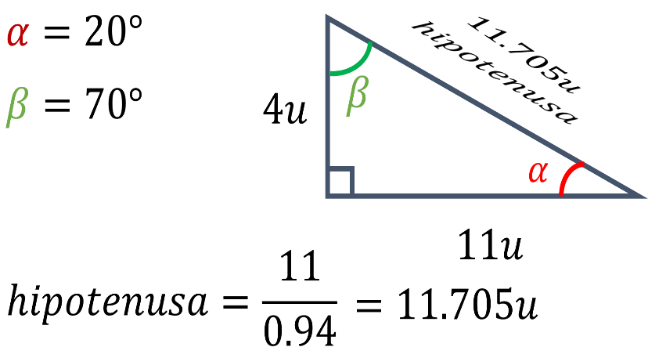 α = 20°
β = 70°
11.705u
hipotenusa
4u
β
α
11u
hipotenusa = 11/0.94 = 11.705u